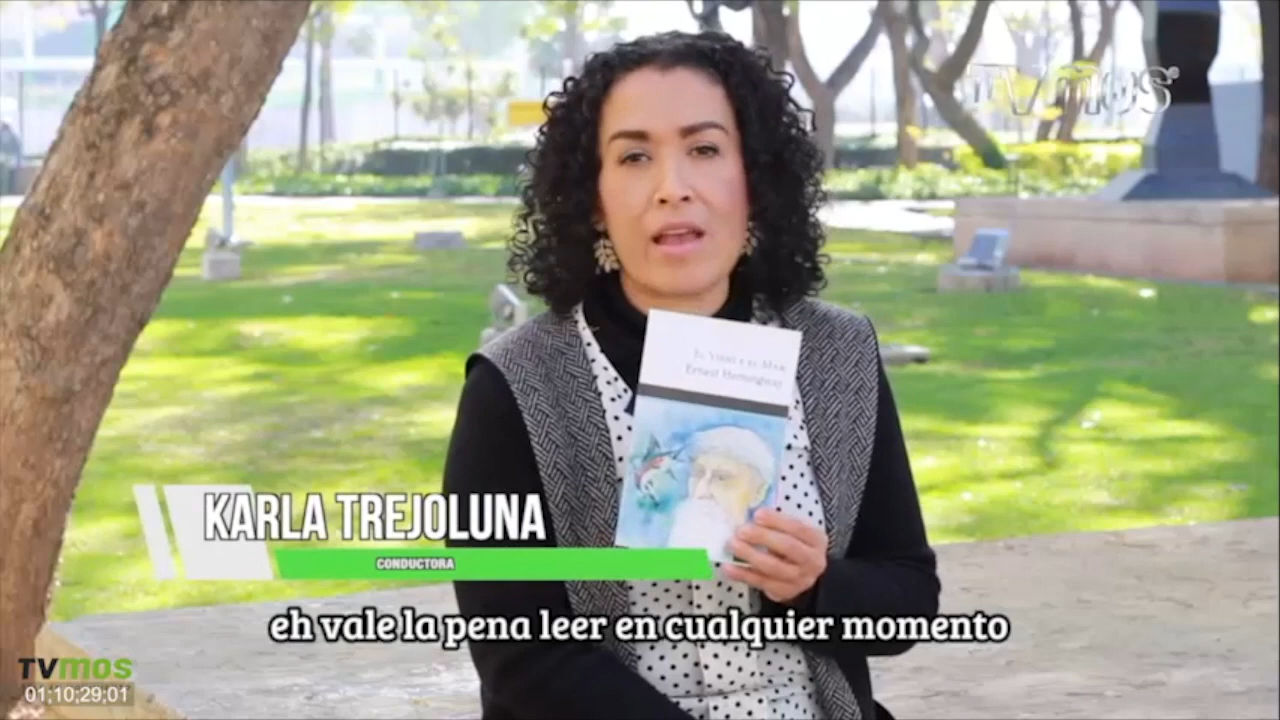 TVmos
El Viejo y el Mar
Ernest Hemingway
KARLA TREJOLUNA
CONDUCTORA
eh vale la pena leer en cualquier momento
TVmos
01;10;29;01